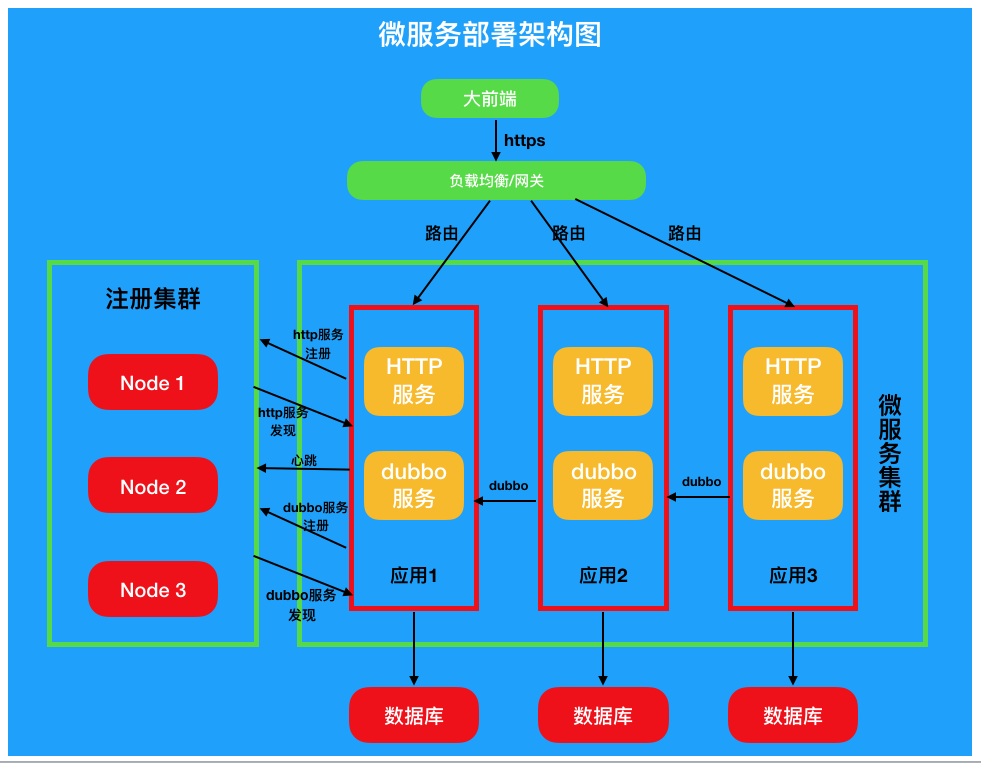 微服务部署架构图
大前端
https
负载均衡/网关
路由
路由
路由
注册集群
Node 1
Node 2
Node 3
http服务
注册
http服务
发现
心跳
dubbo服务
注册
dubbo服务
发现
HTTP
服务
dubbo
服务
应用1
dubbo
HTTP
服务
dubbo
服务
应用2
dubbo
HTTP
服务
dubbo
服务
应用3
微
服
务
集
群
数据库
数据库
数据库